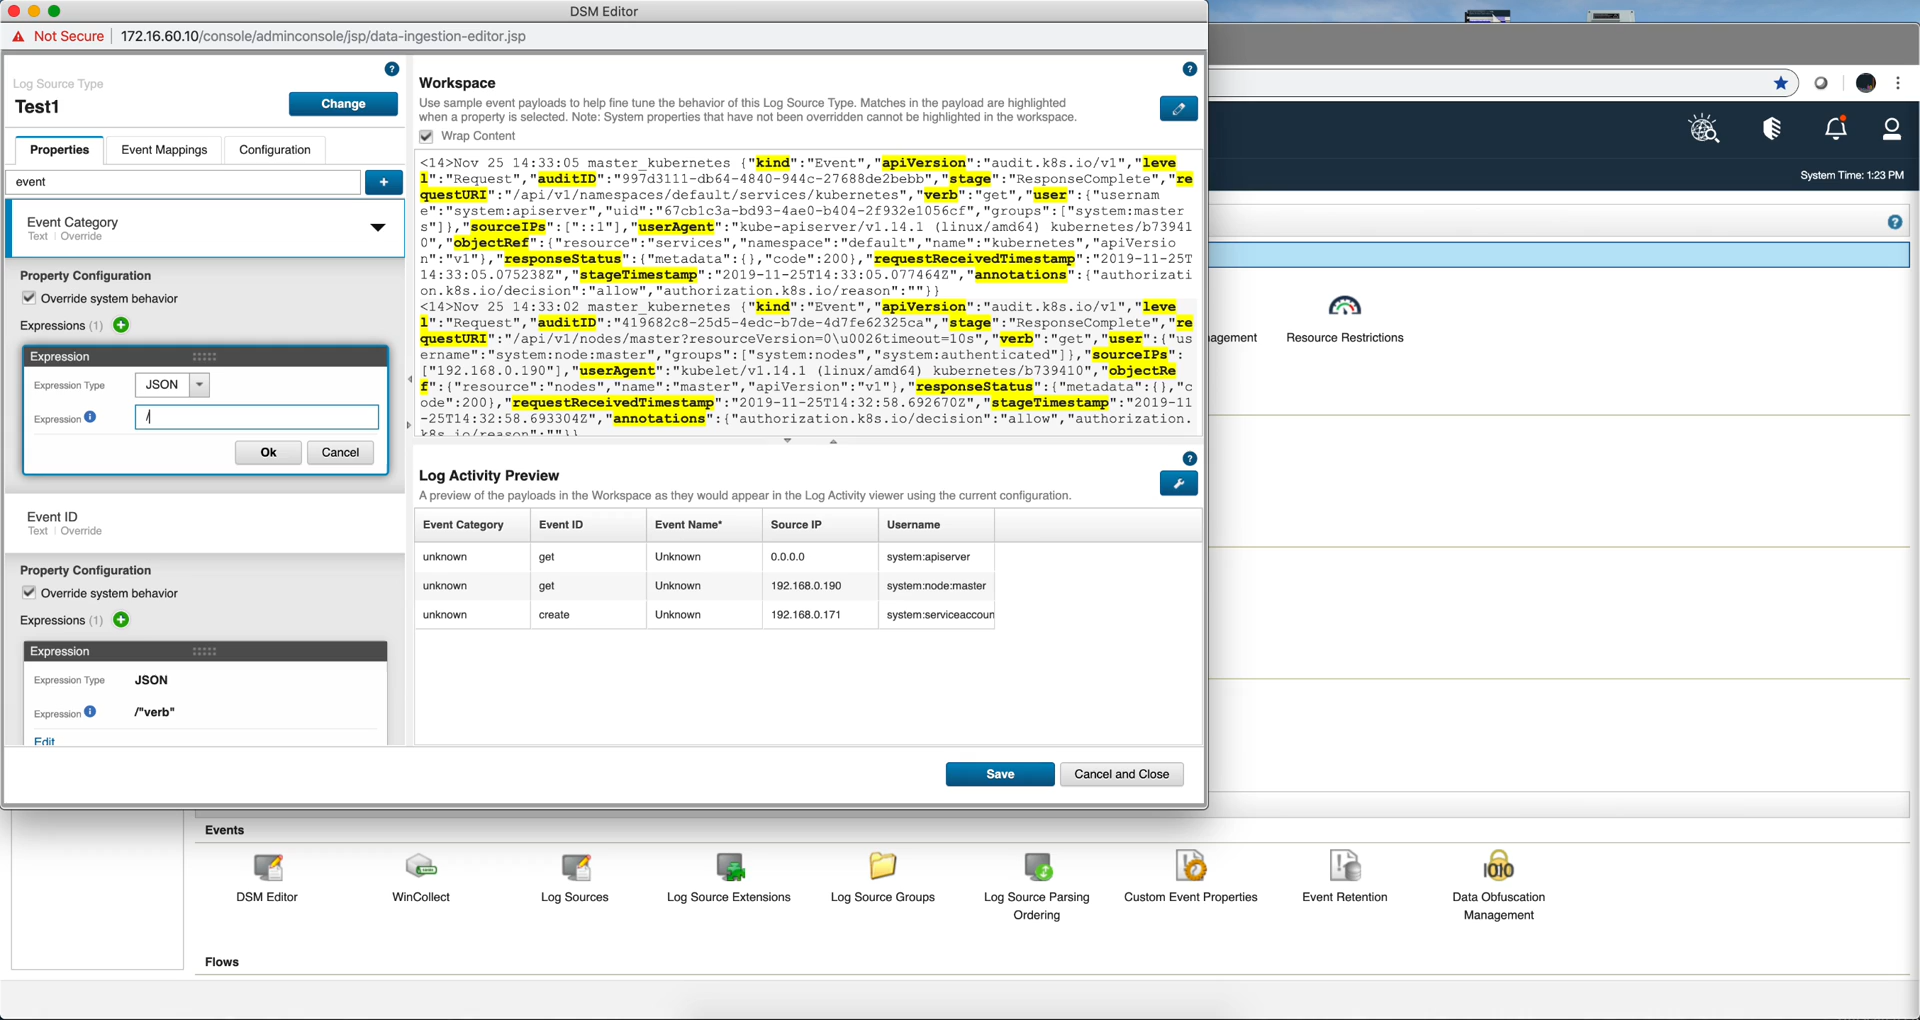 DSM Editor
Not Secure 172.16.60.10/console/adminconsole/jsp/data-ingestion-editor.jsp
Log Source Type
Test1
Change
Properties
Event Mappings
Configuration
event
+
Event Category
Text Override
Property Configuration
Override system behavior
Expressions (1)
Expression
Expression Type JSON
Expression /
Ok
Cancel
Event ID
Text Override
Property Configuration
Override system behavior
Expressions (1)
Expression
Expression Type JSON
Expression /"verb"
Edit
Workspace
Use sample event payloads to help fine tune the behavior of this Log Source Type. Matches in the payload are highlighted
when a property is selected. Note: System properties that have not been overridden cannot be highlighted in the workspace.
Wrap Content
<14>Nov 25 14:33:05 master_kubernetes {"kind":"Event","apiVersion":"audit.k8s.io/v1","leve
l":"Request","auditID":"997d3111-db64-4840-944c-27688de2bebb","stage":"ResponseComplete","re
questURI":"/api/v1/namespaces/default/services/kubernetes","verb":"get","user":{"usernam
e":"system:apiserver","uid":"67cb1c3a-bd93-4ae0-b404-2f932e1056cf","groups":["system:master
s"]},"sourceIPs":["::1"],"userAgent":"kube-apiserver/v1.14.1 (linux/amd64) kubernetes/b73941
0","objectRef":{"resource":"services","namespace":"default","name":"kubernetes","apiVersio
n":"v1"},"responseStatus":{"metadata":{},"code":200},"requestReceivedTimestamp":"2019-11-25T
14:33:05.075238Z","stageTimestamp":"2019-11-25T14:33:05.077464Z","annotations":{"authorizati
on.k8s.io/decision":"allow","authorization.k8s.io/reason":""}}
<14>Nov 25 14:33:02 master_kubernetes {"kind":"Event","apiVersion":"audit.k8s.io/v1","leve
l":"Request","auditID":"419682c8-25d5-4edc-b7de-4d7fe62325ca","stage":"ResponseComplete","re
questURI":"/api/v1/nodes/master?resourceVersion=0\u0026timeout=10s","verb":"get","user":{"us
ername":"system:node:master","groups":["system:nodes","system:authenticated"]},"sourceIPs":
["192.168.0.190"],"userAgent":"kubelet/v1.14.1 (linux/amd64) kubernetes/b739410","objectRe
f":{"resource":"nodes","name":"master","apiVersion":"v1"},"responseStatus":{"metadata":{},"c
ode":200},"requestReceivedTimestamp":"2019-11-25T14:32:58.692670Z","stageTimestamp":"2019-11
-25T14:32:58.693304Z","annotations":{"authorization.k8s.io/decision":"allow","authorization.
k8s.io/reason":""}}
Log Activity Preview
A preview of the payloads in the Workspace as they would appear in the Log Activity viewer using the current configuration.
Event Category Event ID Event Name* Source IP Username
unknown get Unknown 0.0.0.0 system:apiserver
unknown get Unknown 192.168.0.190 system:node:master
unknown create Unknown 192.168.0.171 system:serviceaccoun
Save
Cancel and Close
System Time: 1:23 PM
agement
Resource Restrictions
Events
DSM Editor
WinCollect
Log Sources
Log Source Extensions
Log Source Groups
Log Source Parsing
Ordering
Custom Event Properties
Event Retention
Data Obfuscation
Management
Flows